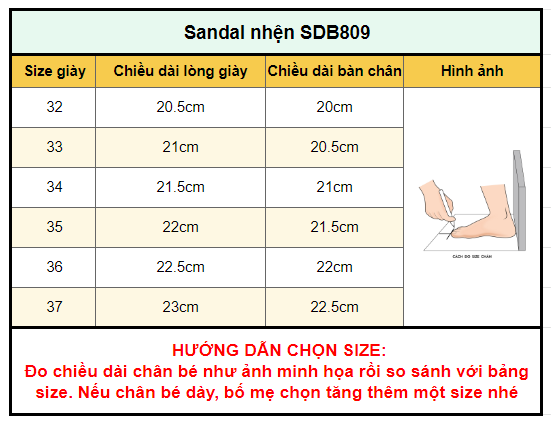 Sandal nhện SDB809
Size giày Chiều dài lòng giày Chiều dài bàn chân Hình ảnh
32 20.5cm 20cm
33 21cm 20.5cm
34 21.5cm 21cm
35 22cm 21.5cm
36 22.5cm 22cm
37 23cm 22.5cm
CÁCH ĐO SIZE CHÂN
HƯỚNG DẪN CHỌN SIZE:
Đo chiều dài chân bé như ảnh minh họa rồi so sánh với bảng
size. Nếu chân bé dày, bố mẹ chọn tăng thêm một size nhé